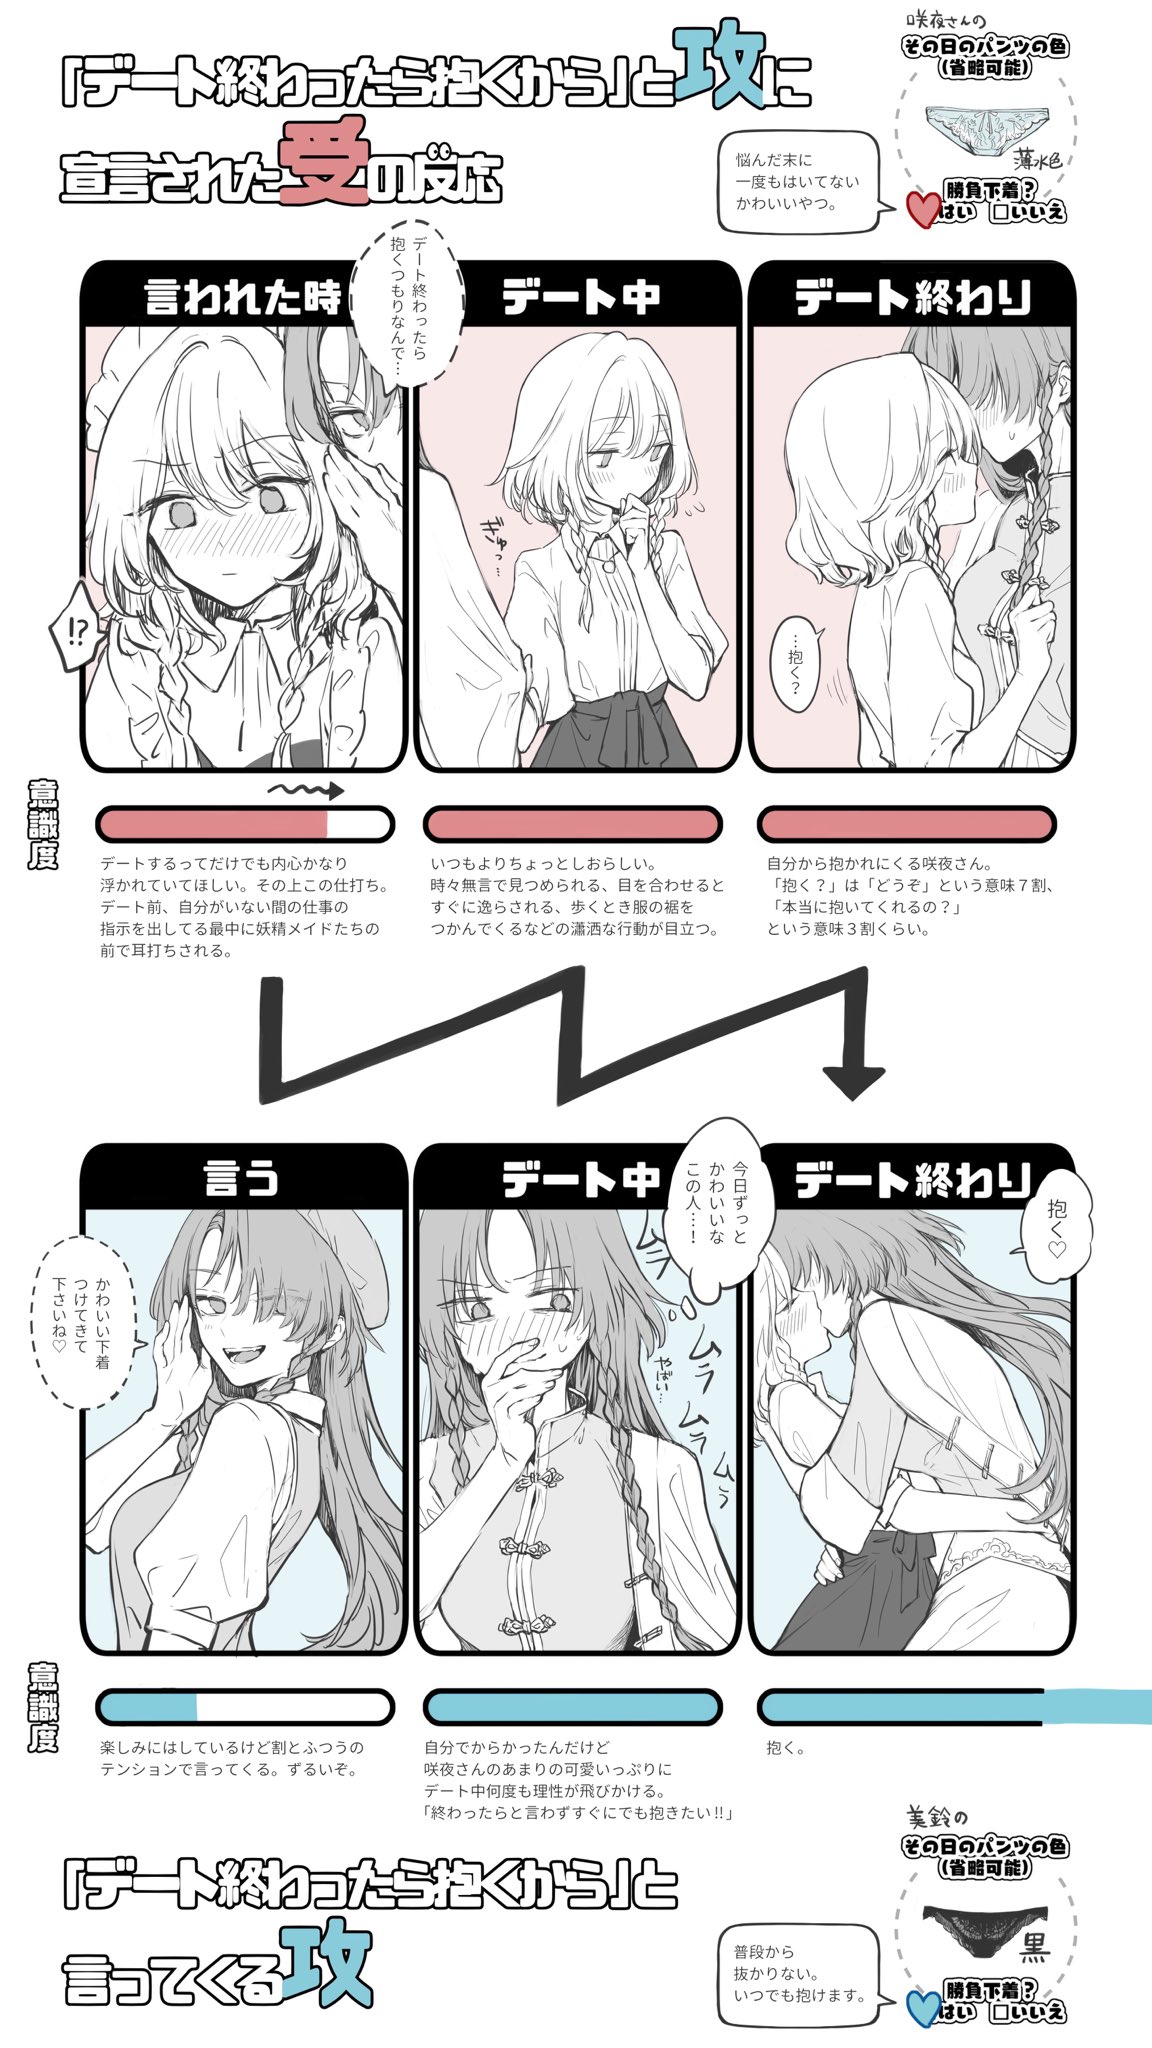 「デート終わったら抱くから」と攻に
宣言された受の反応
咲夜さんの
その日のパンツの色
(省略可能)
薄水色
勝負下着?
はい □いいえ
悩んだ末に
一度もはいてない
かわいいやつ。
言われた時
デート終わったら
抱くつもりなんで…
!?
デート中
ぎゅっ…
デート終わり
…抱く?
意識度
デートするってだけでも内心かなり
浮かれていてほしい。その上この仕打ち。
デート前、自分がいない間の仕事の
指示を出してる最中に妖精メイドたちの
前で耳打ちされる。
いつもよりちょっとしおらしい。
時々無言で見つめられる、目を合わせると
すぐに逸らされる、歩くとき服の裾を
つかんでくるなどの瀟洒な行動が目立つ。
自分から抱かれにくる咲夜さん。
「抱く?」は「どうぞ」という意味7割、
「本当に抱いてくれるの?」
という意味3割くらい。
言う
かわいい下着
つけてきて
下さいね♡
デート中
今日ずっと
かわいいな
この人…!
ムラ
ムラ
ムラ
ムラ
やばい…
デート終わり
抱く♡
意識度
楽しみにはしているけど割とふつうの
テンションで言ってくる。ずるいぞ。
自分でからかったんだけど
咲夜さんのあまりの可愛いっぷりに
デート中何度も理性が飛びかける。
「終わったらと言わずすぐにでも抱きたい!!」
抱く。
「デート終わったら抱くから」と
言ってくる攻
美鈴の
その日のパンツの色
(省略可能)
黒
勝負下着?
はい □いいえ
普段から
抜かりない。
いつでも抱けます。